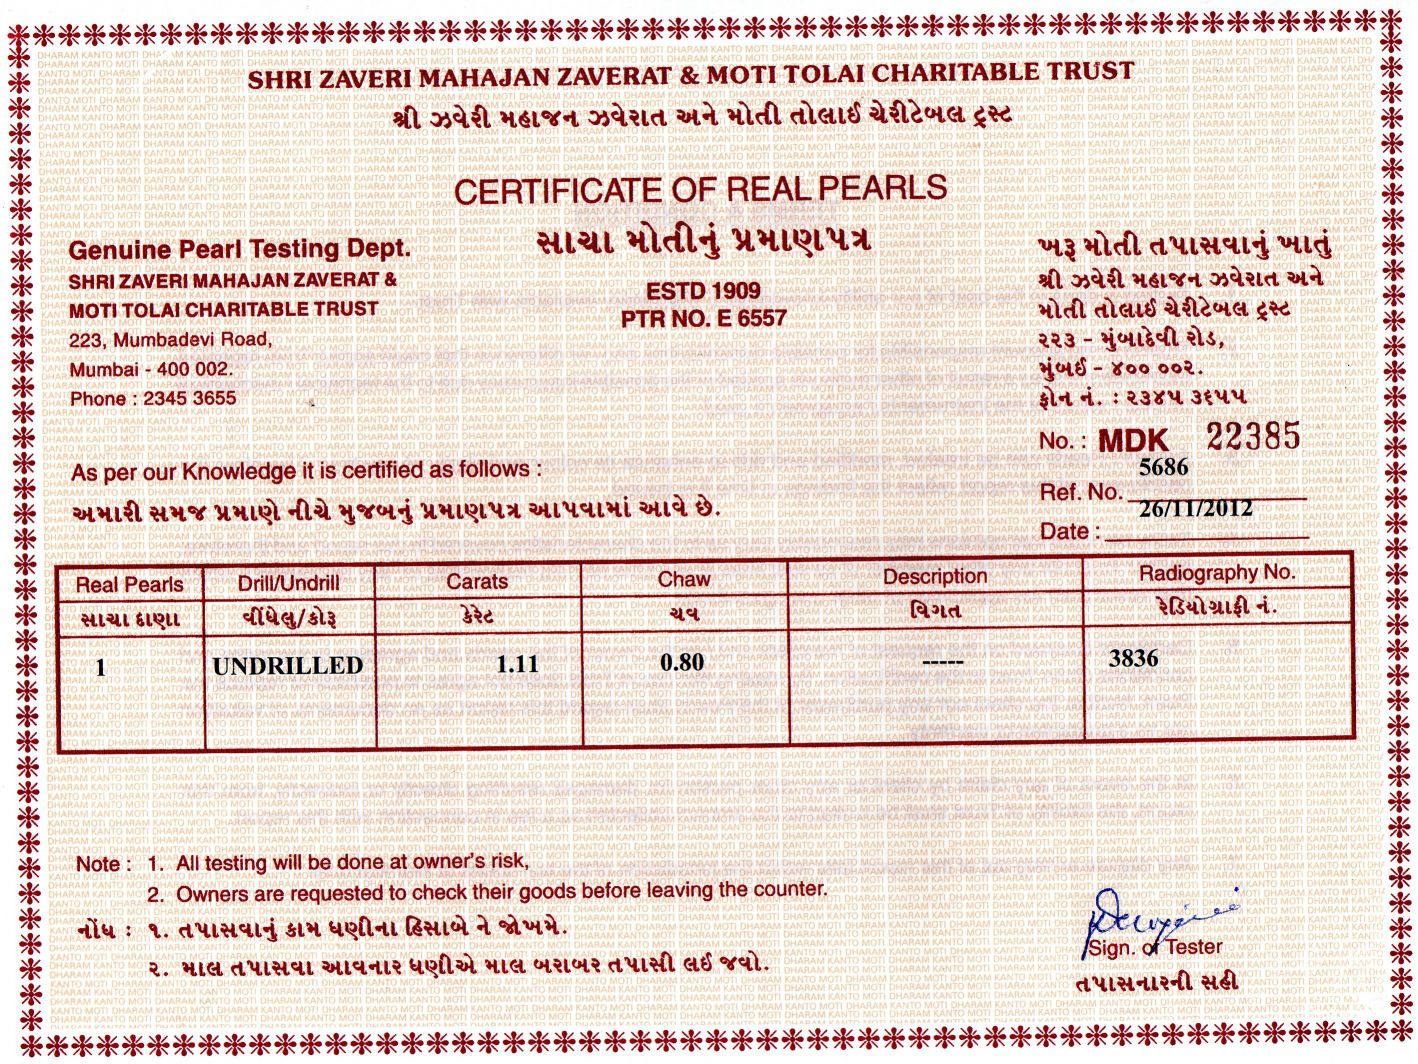 SHRI ZAVERI MAHAJAN ZAVERAT & MOTI TOLAI CHARITABLE TRUST
શ્રી ઝવેરી મહાજન ઝવેરાત અને મોતી તોલાઈ ચેરીટેબલ ટ્રસ્ટ
CERTIFICATE OF REAL PEARLS
સાચા મોતીનું પ્રમાણપત્ર
ESTD 1909
PTR NO. E 6557
Genuine Pearl Testing Dept.
SHRI ZAVERI MAHAJAN ZAVERAT &
MOTI TOLAI CHARITABLE TRUST
223, Mumbadevi Road,
Mumbai - 400 002.
Phone : 2345 3655
ખરૂ મોતી તપાસવાનું ખાતું
શ્રી ઝવેરી મહાજન ઝવેરાત અને
મોતી તોલાઈ ચેરીટેબલ ટ્રસ્ટ
૨૨૩ - મુંબાદેવી રોડ,
મુંબઈ - ૪૦૦ ૦૦૨.
ફોન નં. : ૨૩૪૫ ૩૬૫૫
No. : MDK 22385
Ref. No. 5686
Date : 26/11/2012
As per our Knowledge it is certified as follows :
અમારી સમજ પ્રમાણે નીચે મુજબનું પ્રમાણપત્ર આપવામાં આવે છે.
Real Pearls Drill/Undrill Carats Chaw Description Radiography No.
સાચા દાણા વીંધેલુ/કોરૂ કેરેટ ચવ વિગત રેડિયોગ્રાફી નં.
1 UNDRILLED 1.11 0.80 ----- 3836
Note : 1. All testing will be done at owner's risk,
2. Owners are requested to check their goods before leaving the counter.
નોંધ : ૧. તપાસવાનું કામ ધણીના હિસાબે ને જોખમે.
૨. માલ તપાસવા આવનાર ધણીએ માલ બરાબર તપાસી લઈ જવો.
Sign. of Tester
તપાસનારની સહી